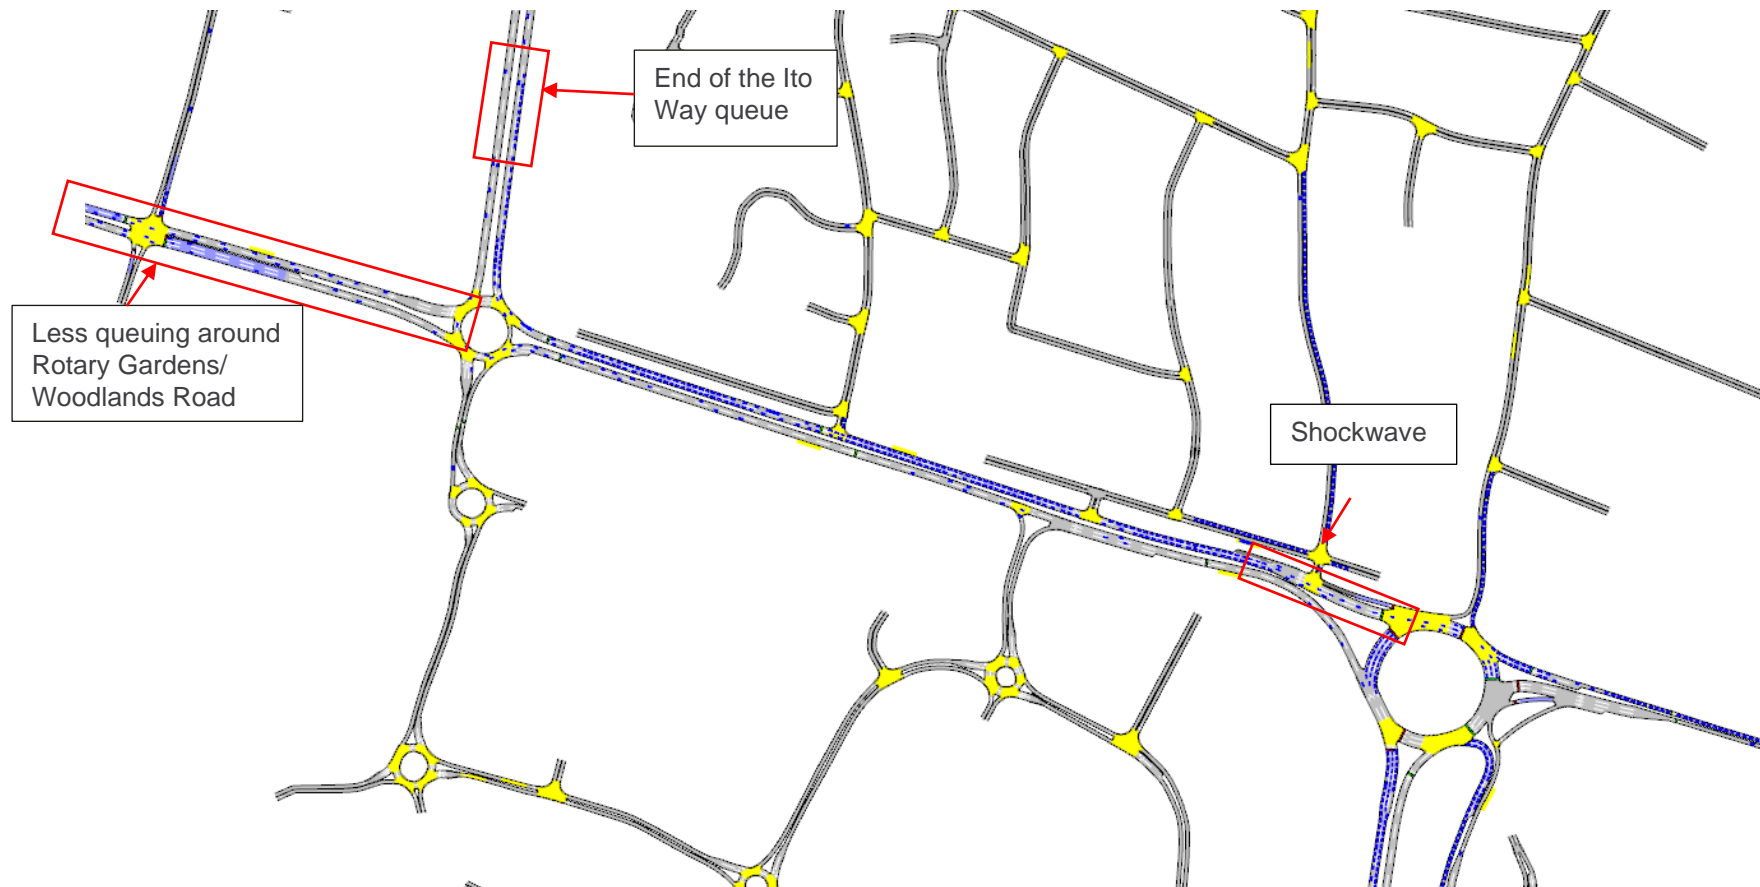 End of the Ito
Way queue
Less queuing around
Rotary Gardens/
Woodlands Road
Shockwave